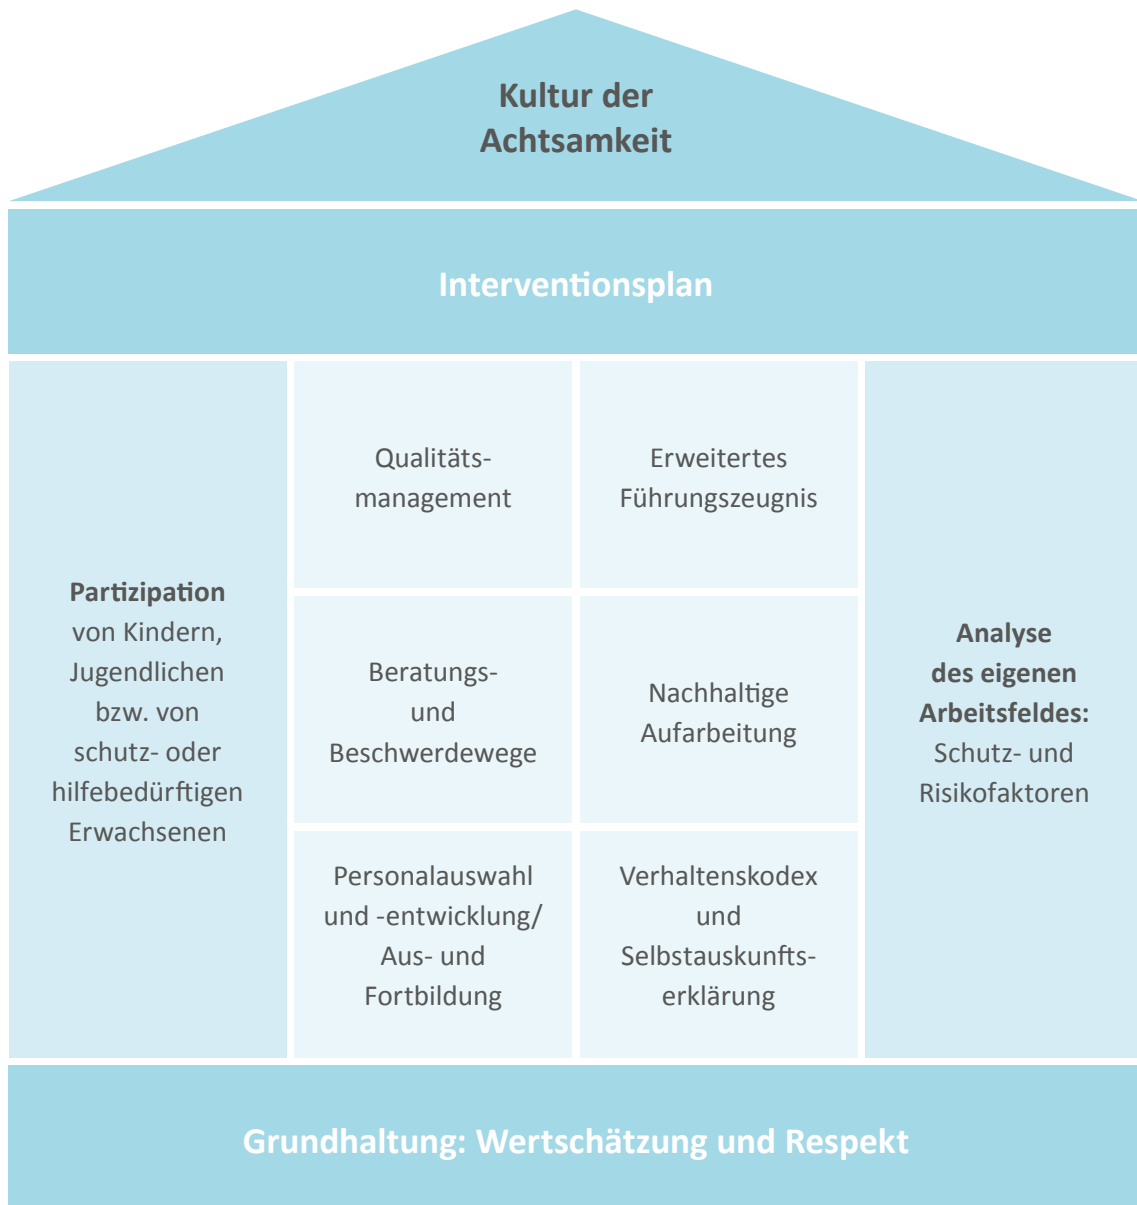 Kultur der
Achtsamkeit
Interventionsplan
Partizipation
von Kindern,
Jugendlichen
bzw. von
schutz- oder
hilfebedürftigen
Erwachsenen
Qualitäts-
management
Erweitertes
Führungszeugnis
Beratungs-
und
Beschwerdewege
Nachhaltige
Aufarbeitung
Personalauswahl
und -entwicklung/
Aus- und
Fortbildung
Verhaltenskodex
und
Selbstauskunfts-
erklärung
Analyse
des eigenen
Arbeitsfeldes:
Schutz- und
Risikofaktoren
Grundhaltung: Wertschätzung und Respekt